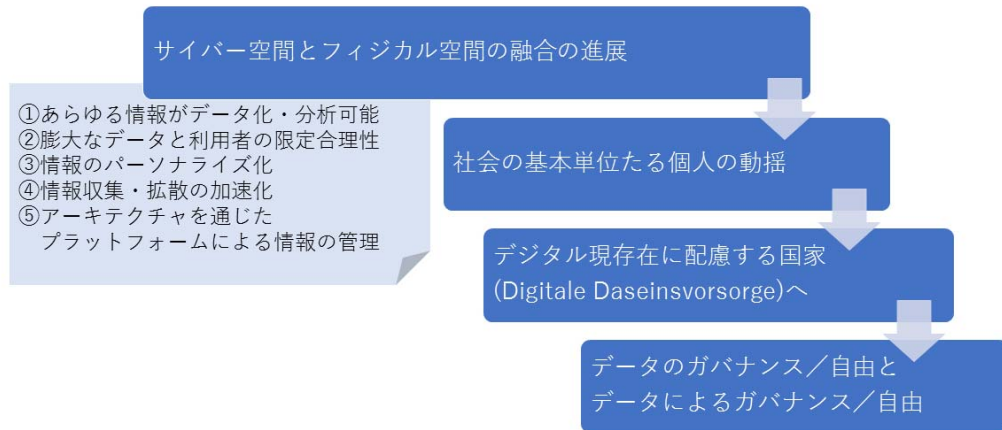 サイバー空間とフィジカル空間の融合の進展
①あらゆる情報がデータ化・分析可能
②膨大なデータと利用者の限定合理性
③情報のパーソナライズ化
④情報収集・拡散の加速化
⑤アーキテクチャを通じた
プラットフォームによる情報の管理
社会の基本単位たる個人の動揺
デジタル現存在に配慮する国家
(Digitale Daseinsvorsorge)へ
データのガバナンス／自由と
データによるガバナンス／自由